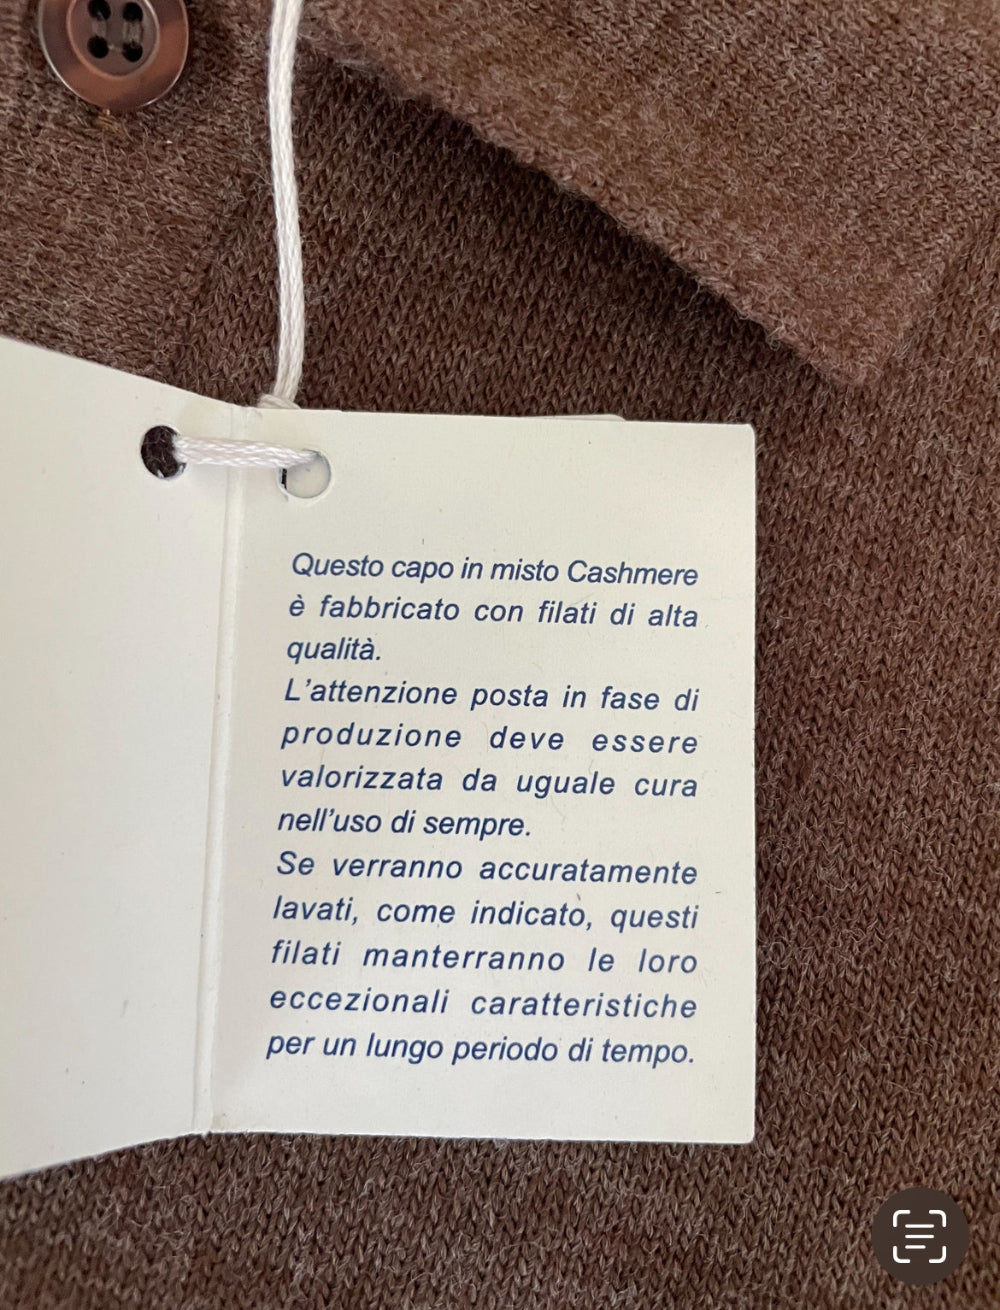 Questo capo in misto Cashmere
è fabbricato con filati di alta
qualità.
L'attenzione posta in fase di
produzione deve essere
valorizzata da uguale cura
nell'uso di sempre.
Se verranno accuratamente
lavati, come indicato, questi
filati manterranno le loro
eccezionali caratteristiche
per un lungo periodo di tempo.